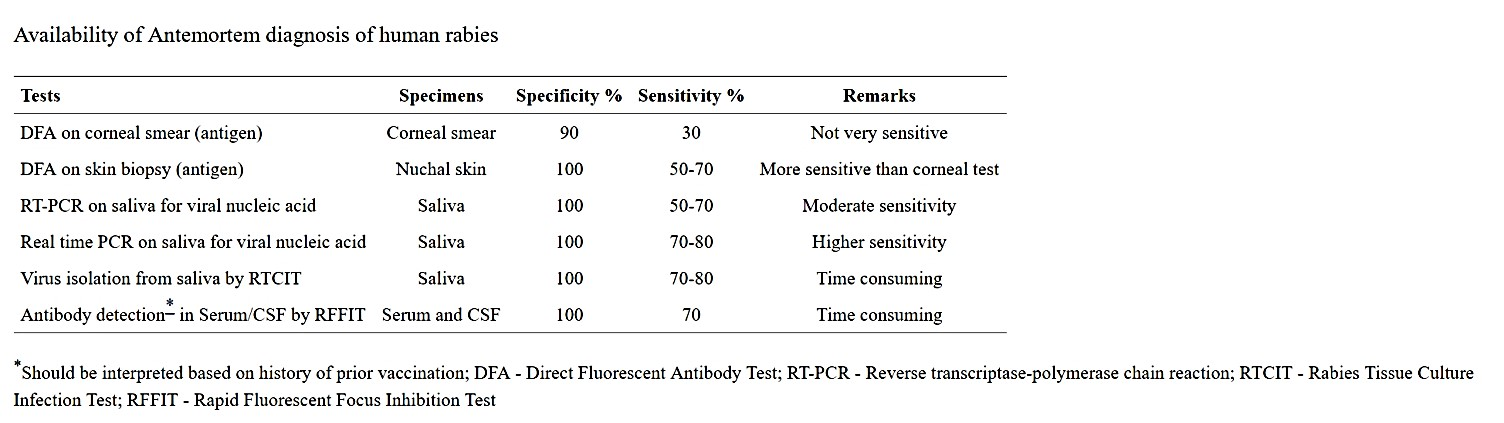 Availability of Antemortem diagnosis of human rabies
Tests Specimens Specificity % Sensitivity % Remarks
DFA on corneal smear (antigen) Corneal smear 90 30 Not very sensitive
DFA on skin biopsy (antigen) Nuchal skin 100 50-70 More sensitive than corneal test
RT-PCR on saliva for viral nucleic acid Saliva 100 50-70 Moderate sensitivity
Real time PCR on saliva for viral nucleic acid Saliva 100 70-80 Higher sensitivity
Virus isolation from saliva by RTCIT Saliva 100 70-80 Time consuming
Antibody detection* in Serum/CSF by RFFIT Serum and CSF 100 70 Time consuming
*Should be interpreted based on history of prior vaccination; DFA - Direct Fluorescent Antibody Test; RT-PCR - Reverse transcriptase-polymerase chain reaction; RTCIT - Rabies Tissue Culture
Infection Test; RFFIT - Rapid Fluorescent Focus Inhibition Test